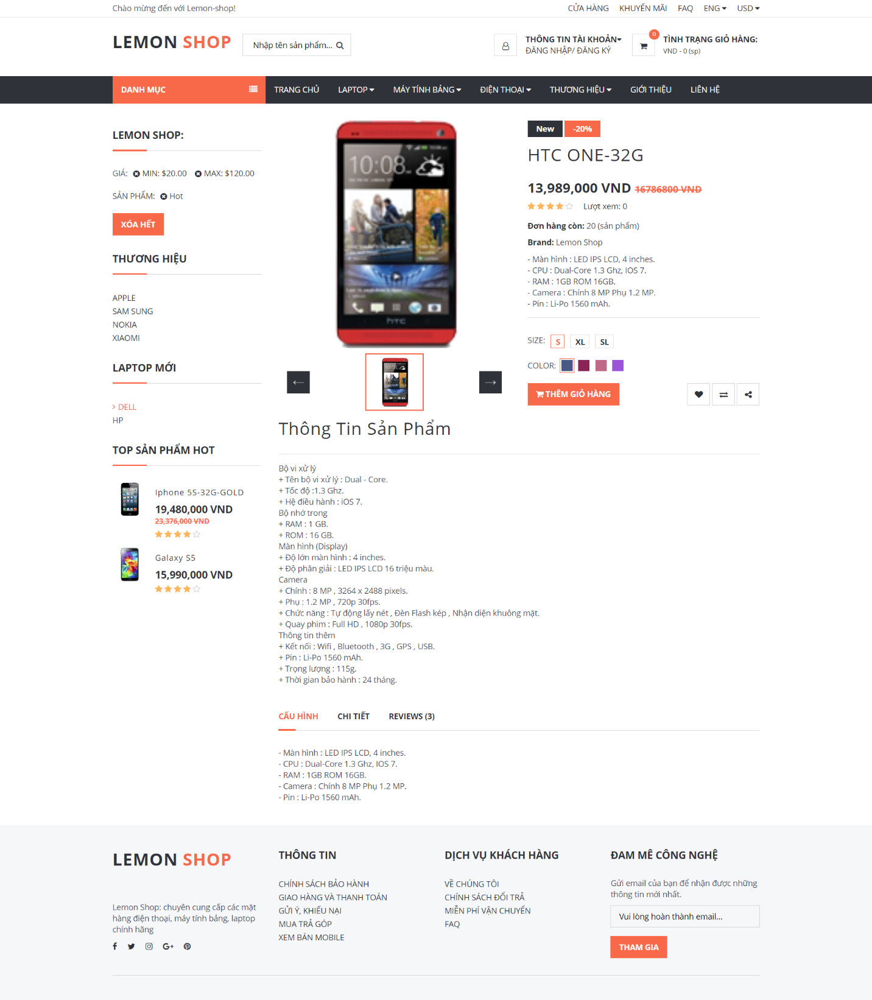 Chào mừng đến với Lemon-shop!
CỬA HÀNG KHUYẾN MÃI FAQ ENG USD
LEMON SHOP
Nhập tên sản phẩm...
THÔNG TIN TÀI KHOẢN
ĐĂNG NHẬP/ ĐĂNG KÝ
0
TÌNH TRẠNG GIỎ HÀNG:
VND - 0 (sp)
DANH MỤC
TRANG CHỦ LAPTOP MÁY TÍNH BẢNG ĐIỆN THOẠI THƯƠNG HIỆU GIỚI THIỆU LIÊN HỆ
LEMON SHOP:
GIÁ: MIN: $20.00 MAX: $120.00
SẢN PHẨM: Hot
XÓA HẾT
THƯƠNG HIỆU
APPLE
SAM SUNG
NOKIA
XIAOMI
LAPTOP MỚI
DELL
HP
TOP SẢN PHẨM HOT
Iphone 5S-32G-GOLD
19,480,000 VND
23,376,000 VND
Galaxy S5
15,990,000 VND
10:08
hTC
New -20%
HTC ONE-32G
13,989,000 VND 16786800 VND
Lượt xem: 0
Đơn hàng còn: 20 (sản phẩm)
Brand: Lemon Shop
- Màn hình : LED IPS LCD, 4 inches.
- CPU : Dual-Core 1.3 Ghz, IOS 7.
- RAM : 1GB ROM 16GB.
- Camera : Chính 8 MP Phụ 1.2 MP.
- Pin : Li-Po 1560 mAh.
SIZE: S XL SL
COLOR:
THÊM GIỎ HÀNG
Thông Tin Sản Phẩm
Bộ vi xử lý
+ Tên bộ vi xử lý : Dual - Core.
+ Tốc độ :1.3 Ghz.
+ Hệ điều hành : iOS 7.
Bộ nhớ trong
+ RAM : 1 GB.
+ ROM : 16 GB.
Màn hình (Display)
+ Độ lớn màn hình : 4 inches.
+ Độ phân giải : LED IPS LCD 16 triệu màu.
Camera
+ Chính : 8 MP , 3264 x 2488 pixels.
+ Phụ : 1.2 MP , 720p 30fps.
+ Chức năng : Tự động lấy nét , Đèn Flash kép , Nhận diện khuông mặt.
+ Quay phim : Full HD , 1080p 30fps.
Thông tin thêm
+ Kết nối : Wifi , Bluetooth , 3G , GPS , USB.
+ Pin : Li-Po 1560 mAh.
+ Trọng lượng : 115g.
+ Thời gian bảo hành : 24 tháng.
CẤU HÌNH CHI TIẾT REVIEWS (3)
- Màn hình : LED IPS LCD, 4 inches.
- CPU : Dual-Core 1.3 Ghz, IOS 7.
- RAM : 1GB ROM 16GB.
- Camera : Chính 8 MP Phụ 1.2 MP.
- Pin : Li-Po 1560 mAh.
LEMON SHOP
Lemon Shop: chuyên cung cấp các mặt
hàng điện thoại, máy tính bảng, laptop
chính hãng
THÔNG TIN
CHÍNH SÁCH BẢO HÀNH
GIAO HÀNG VÀ THANH TOÁN
GỬI Ý, KHIẾU NẠI
MUA TRẢ GÓP
XEM BÁN MOBILE
DỊCH VỤ KHÁCH HÀNG
VỀ CHÚNG TÔI
CHÍNH SÁCH ĐỔI TRẢ
MIỄN PHÍ VẬN CHUYỂN
FAQ
ĐAM MÊ CÔNG NGHỆ
Gửi email của bạn để nhận được những
thông tin mới nhất.
Vui lòng hoàn thành email...
THAM GIA